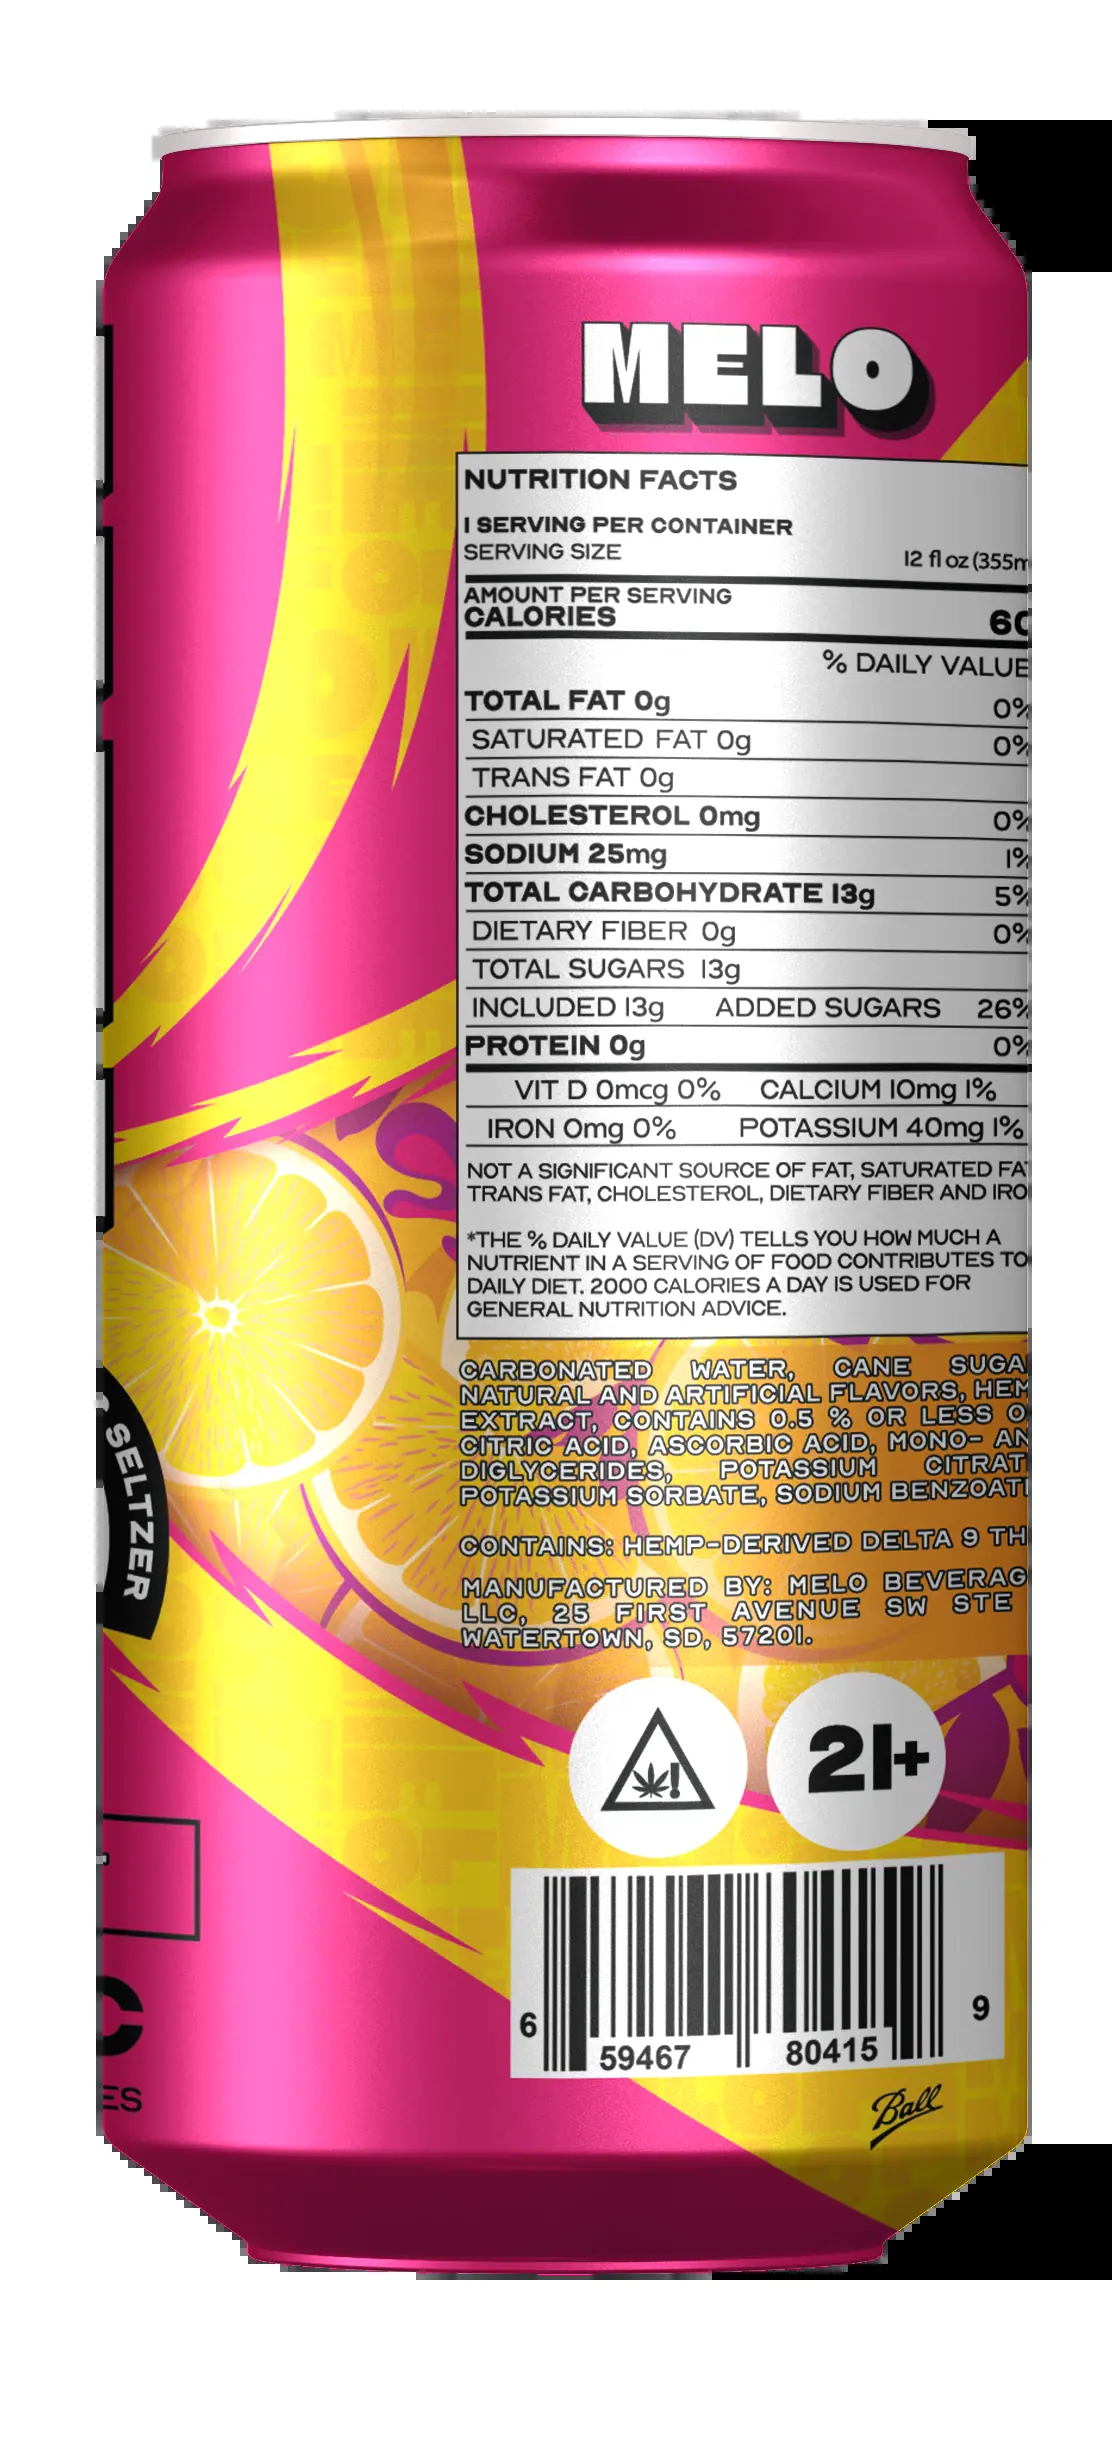 MELO
NUTRITION FACTS
1 SERVING PER CONTAINER
SERVING SIZE 12 fl oz (355m
AMOUNT PER SERVING
CALORIES 60
% DAILY VALUE
TOTAL FAT 0g 0%
SATURATED FAT 0g 0%
TRANS FAT 0g
CHOLESTEROL 0mg 0%
SODIUM 25mg 1%
TOTAL CARBOHYDRATE 13g 5%
DIETARY FIBER 0g 0%
TOTAL SUGARS 13g
INCLUDED 13g ADDED SUGARS 26%
PROTEIN 0g 0%
VIT D 0mcg 0% CALCIUM 10mg 1%
IRON 0mg 0% POTASSIUM 40mg 1%
NOT A SIGNIFICANT SOURCE OF FAT, SATURATED FAT
TRANS FAT, CHOLESTEROL, DIETARY FIBER AND IRO
*THE % DAILY VALUE (DV) TELLS YOU HOW MUCH A
NUTRIENT IN A SERVING OF FOOD CONTRIBUTES TO
DAILY DIET. 2000 CALORIES A DAY IS USED FOR
GENERAL NUTRITION ADVICE.
CARBONATED WATER, CANE SUGA
NATURAL AND ARTIFICIAL FLAVORS, HEM
EXTRACT, CONTAINS 0.5 % OR LESS O
CITRIC ACID, ASCORBIC ACID, MONO- AN
DIGLYCERIDES, POTASSIUM CITRAT
POTASSIUM SORBATE, SODIUM BENZOAT
CONTAINS: HEMP-DERIVED DELTA 9 TH
MANUFACTURED BY: MELO BEVERAG
LLC, 25 FIRST AVENUE SW STE
WATERTOWN, SD, 57201.
SELTZER
!
21+
6 59467 80415 9
Ball
C
ES